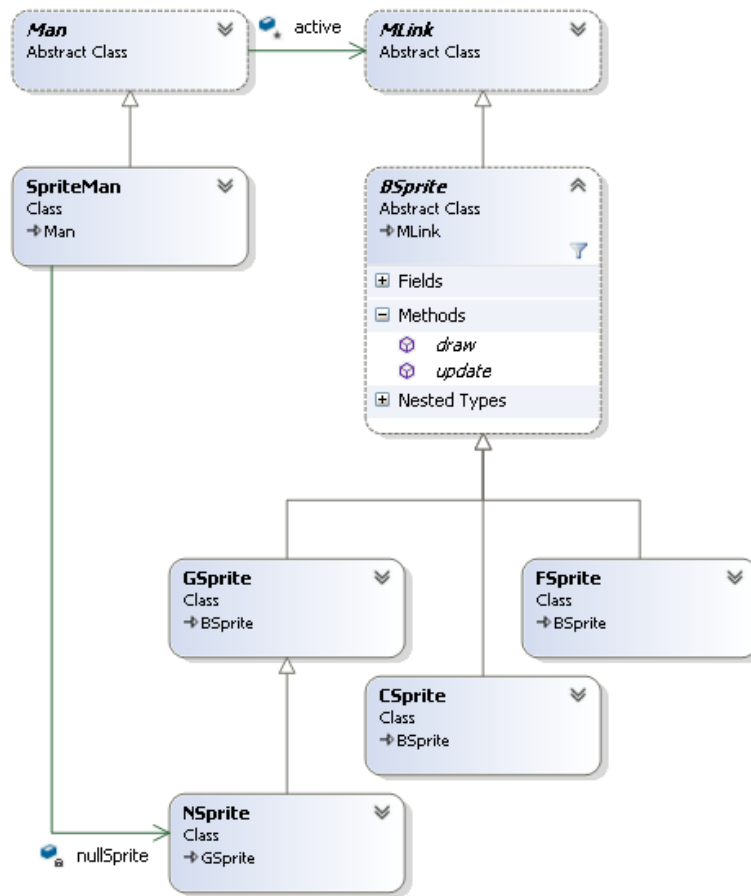 Man
Abstract Class
active
MLink
Abstract Class
SpriteMan
Class
Man
BSprite
Abstract Class
MLink
Fields
Methods
draw
update
Nested Types
GSprite
Class
BSprite
FSprite
Class
BSprite
CSprite
Class
BSprite
NSprite
Class
GSprite
nullSprite